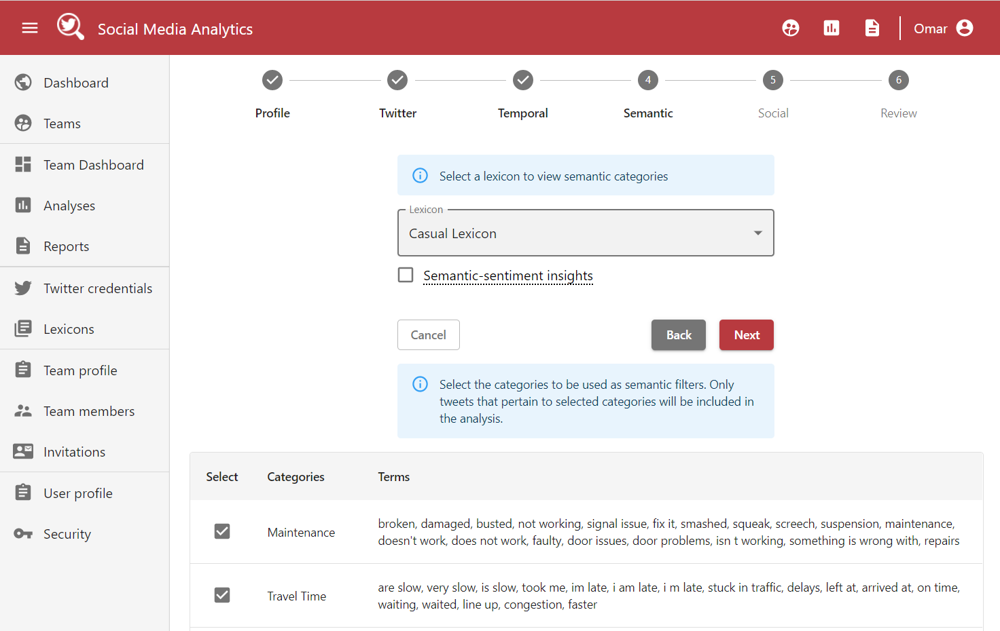 Social Media Analytics
Omar
Dashboard
Teams
Team Dashboard
Analyses
Reports
Twitter credentials
Lexicons
Team profile
Team members
Invitations
User profile
Security
4 5 6
Profile Twitter Temporal Semantic Social Review
Select a lexicon to view semantic categories
Lexicon
Casual Lexicon
Semantic-sentiment insights
Cancel Back Next
Select the categories to be used as semantic filters. Only
tweets that pertain to selected categories will be included in
the analysis.
Select Categories Terms
Maintenance
broken, damaged, busted, not working, signal issue, fix it, smashed, squeak, screech, suspension, maintenance,
doesn't work, does not work, faulty, door issues, door problems, isn t working, something is wrong with, repairs
Travel Time
are slow, very slow, is slow, took me, im late, i am late, i m late, stuck in traffic, delays, left at, arrived at, on time,
waiting, waited, line up, congestion, faster